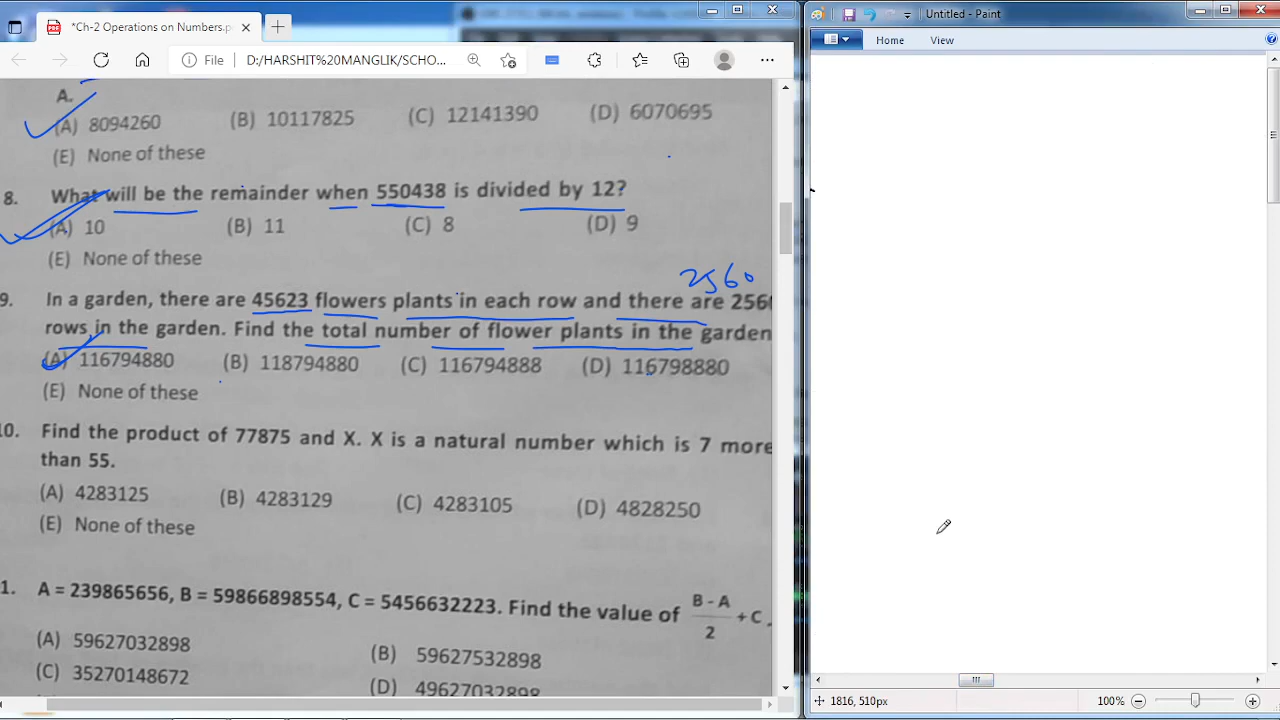 *Ch-2 Operations on Numbers.p
Untitled - Paint
File D:/HARSHIT%20MANGLIK/SCHO...
Home View
A.
(A) 8094260 (B) 10117825 (C) 12141390 (D) 6070695
(E) None of these
8. What will be the remainder when 550438 is divided by 12?
(A) 10 (B) 11 (C) 8 (D) 9
(E) None of these
2560
9. In a garden, there are 45623 flowers plants in each row and there are 256
rows in the garden. Find the total number of flower plants in the garden
(A) 116794880 (B) 118794880 (C) 116794888 (D) 116798880
(E) None of these
10. Find the product of 77875 and X. X is a natural number which is 7 more
than 55.
(A) 4283125 (B) 4283129 (C) 4283105 (D) 4828250
(E) None of these
1. A = 239865656, B = 59866898554, C = 5456632223. Find the value of B - A / 2 + C,
(A) 59627032898 (B) 59627532898
(C) 35270148672 (D) 49627032898
1816, 510px 100%